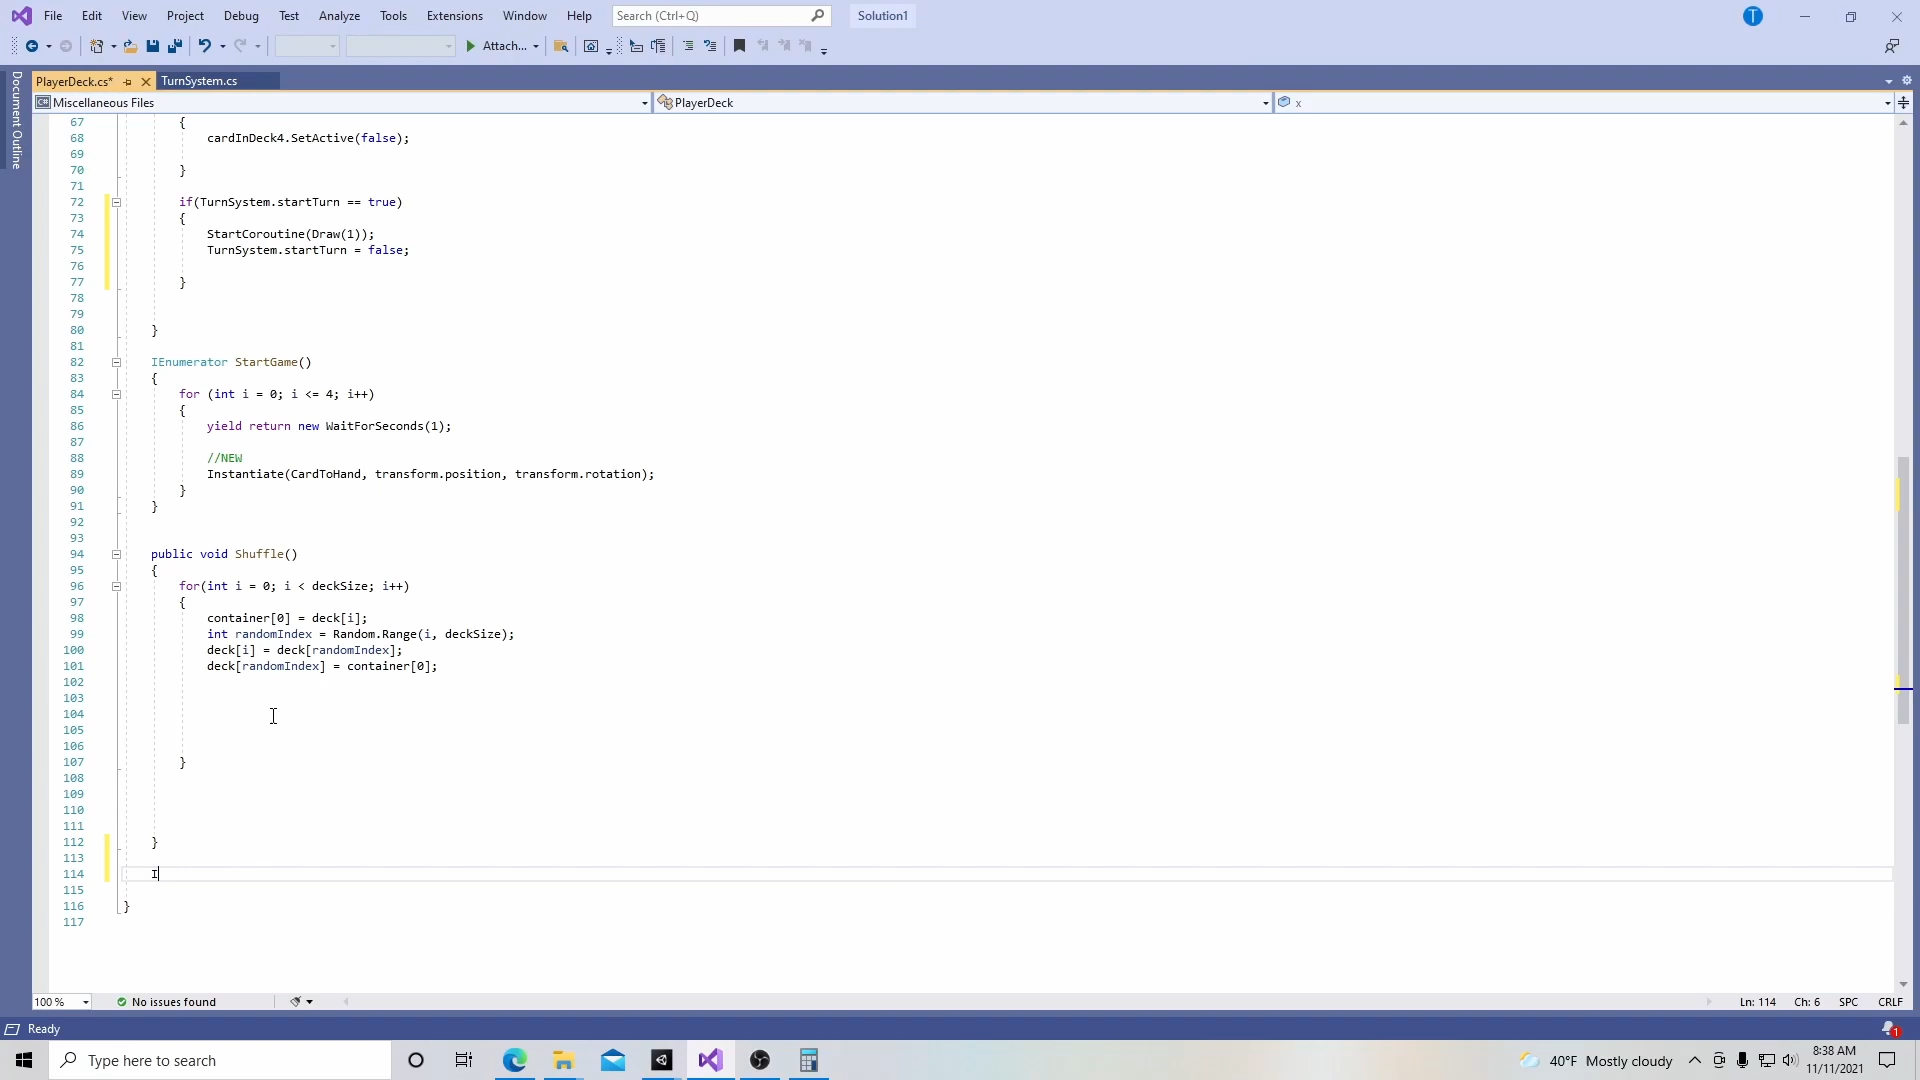 File Edit View Project Debug Test Analyze Tools Extensions Window Help Search (Ctrl+Q) Solution1 T
Attach...
PlayerDeck.cs* TurnSystem.cs
Document Outline
C# Miscellaneous Files PlayerDeck x
67 {
68 cardInDeck4.SetActive(false);
69
70 }
71
72 if(TurnSystem.startTurn == true)
73 {
74 StartCoroutine(Draw(1));
75 TurnSystem.startTurn = false;
76
77 }
78
79
80 }
81
82 IEnumerator StartGame()
83 {
84 for (int i = 0; i <= 4; i++)
85 {
86 yield return new WaitForSeconds(1);
87
88 //NEW
89 Instantiate(CardToHand, transform.position, transform.rotation);
90 }
91 }
92
93
94 public void Shuffle()
95 {
96 for(int i = 0; i < deckSize; i++)
97 {
98 container[0] = deck[i];
99 int randomIndex = Random.Range(i, deckSize);
100 deck[i] = deck[randomIndex];
101 deck[randomIndex] = container[0];
102
103
104
105
106
107 }
108
109
110
111
112 }
113
114 I
115
116 }
117
100 % No issues found Ln: 114 Ch: 6 SPC CRLF
Ready 1
Type here to search 40°F Mostly cloudy 8:38 AM
11/11/2021